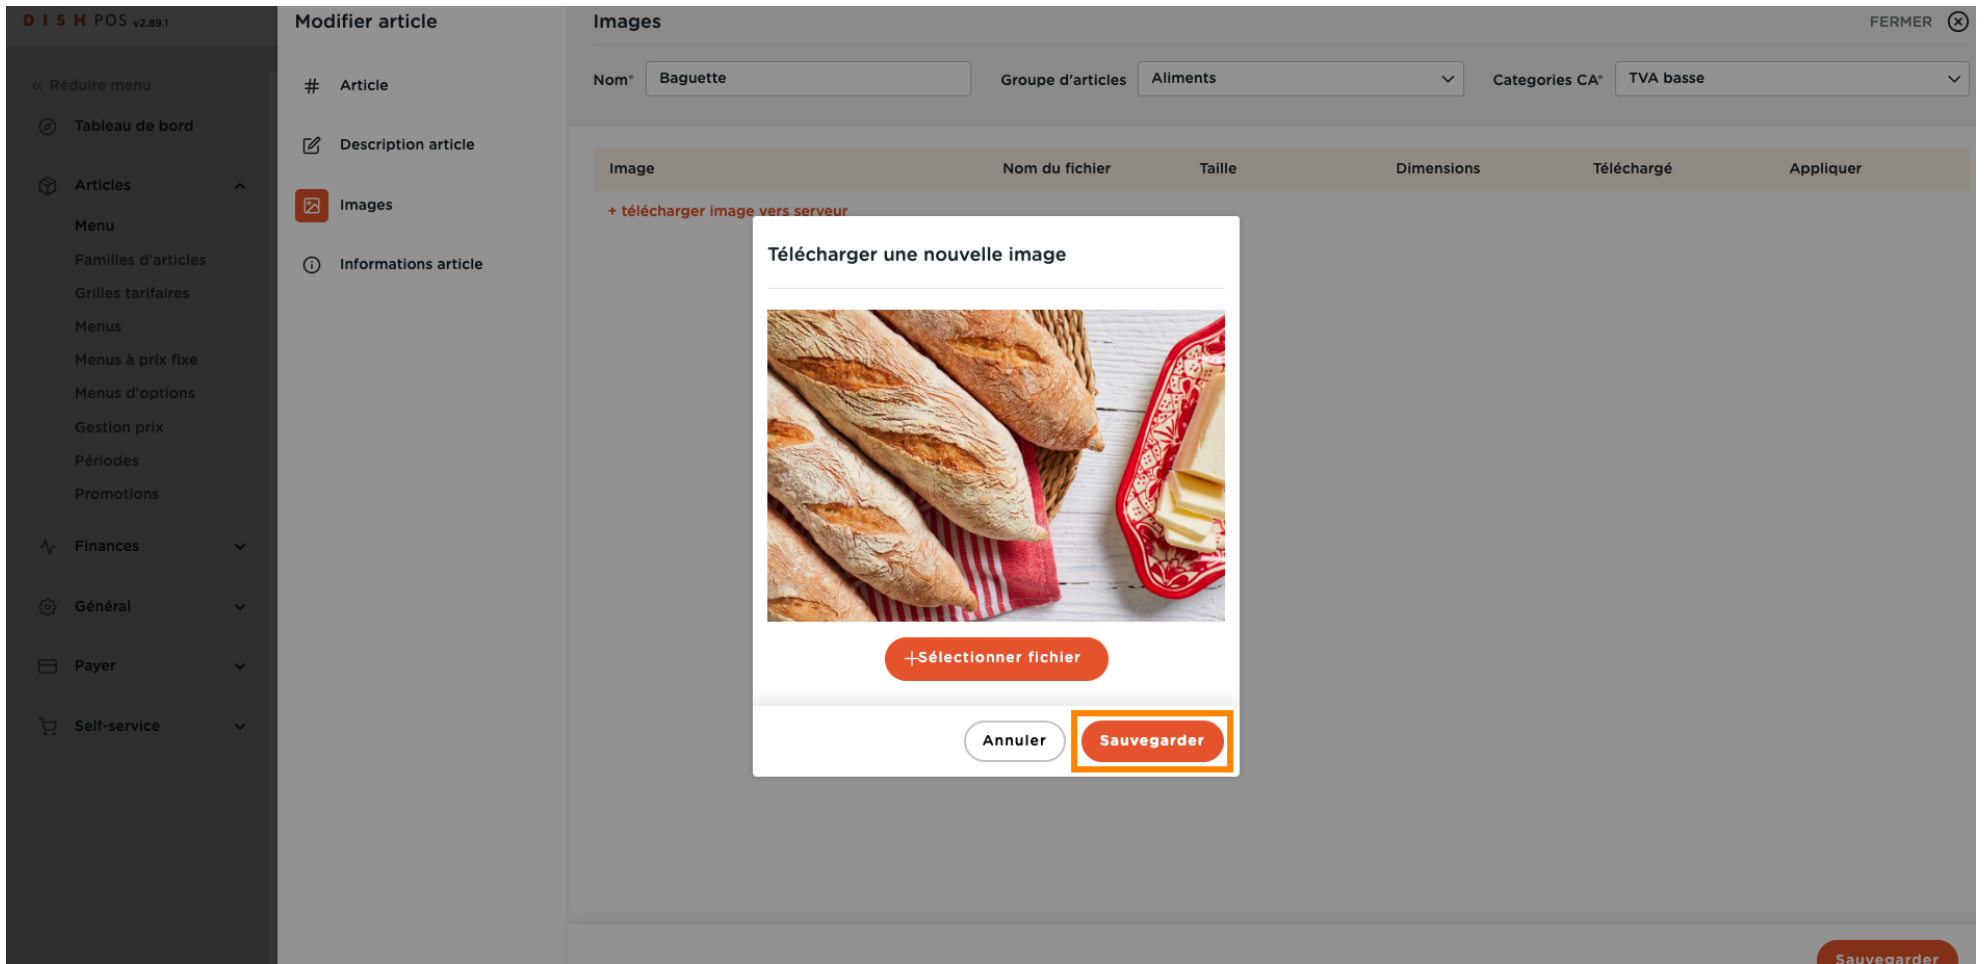 DISH POS v2.89.1
« Réduire menu
Tableau de bord
Articles
Menu
Familles d'articles
Grilles tarifaires
Menus
Menus à prix fixe
Menus d'options
Gestion prix
Périodes
Promotions
Finances
Général
Payer
Self-service
Modifier article
# Article
Description article
Images
Informations article
Images
FERMER
Nom* Baguette Groupe d'articles Aliments Categories CA* TVA basse
Image Nom du fichier Taille Dimensions Téléchargé Appliquer
+ télécharger image vers serveur
Télécharger une nouvelle image
+Sélectionner fichier
Annuler Sauvegarder
Sauvegarder